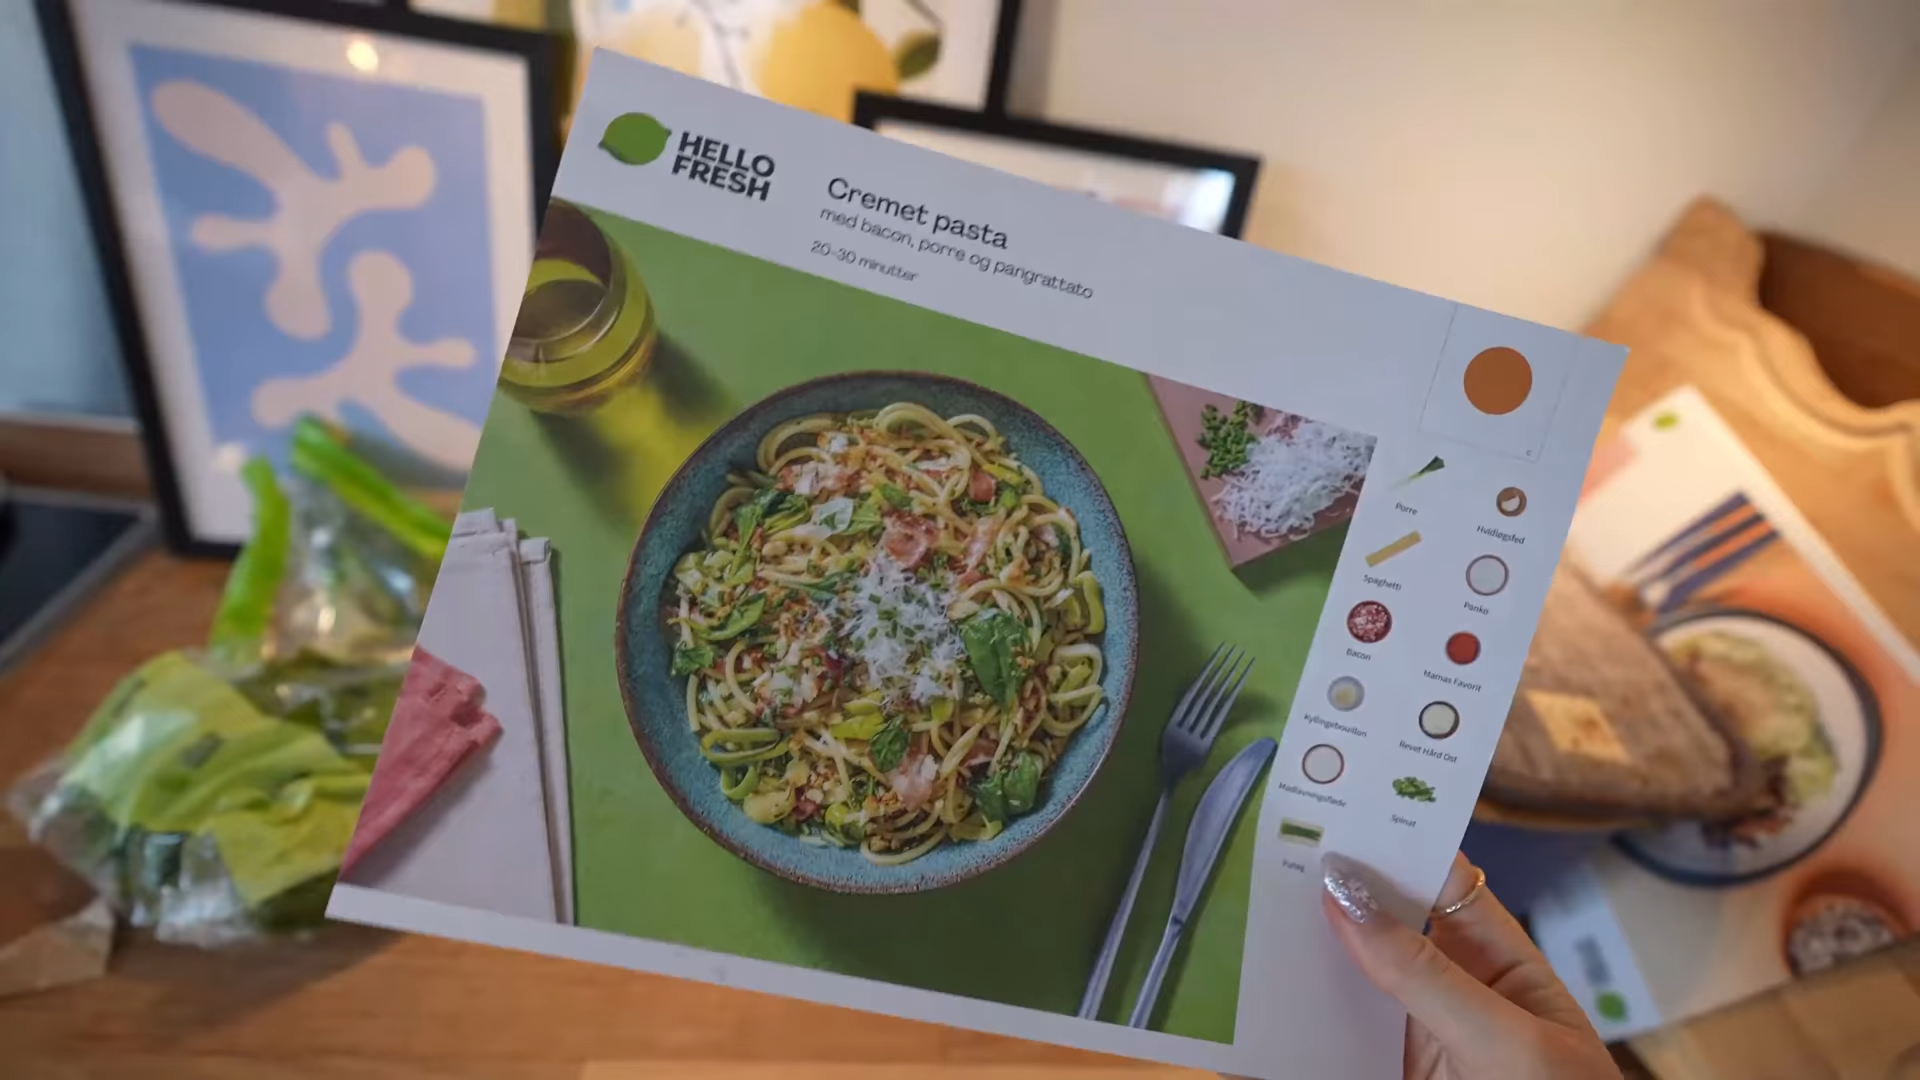 HELLO
FRESH
Cremet pasta
med bacon, porre og pangrattato
20-30 minutter
Porre
Hvidløgsfed
Spaghetti
Panko
Bacon
Mamas Favorit
Kyllingebouillon
Revet Hård Ost
Madlavningsfløde
Spinat
Purløg